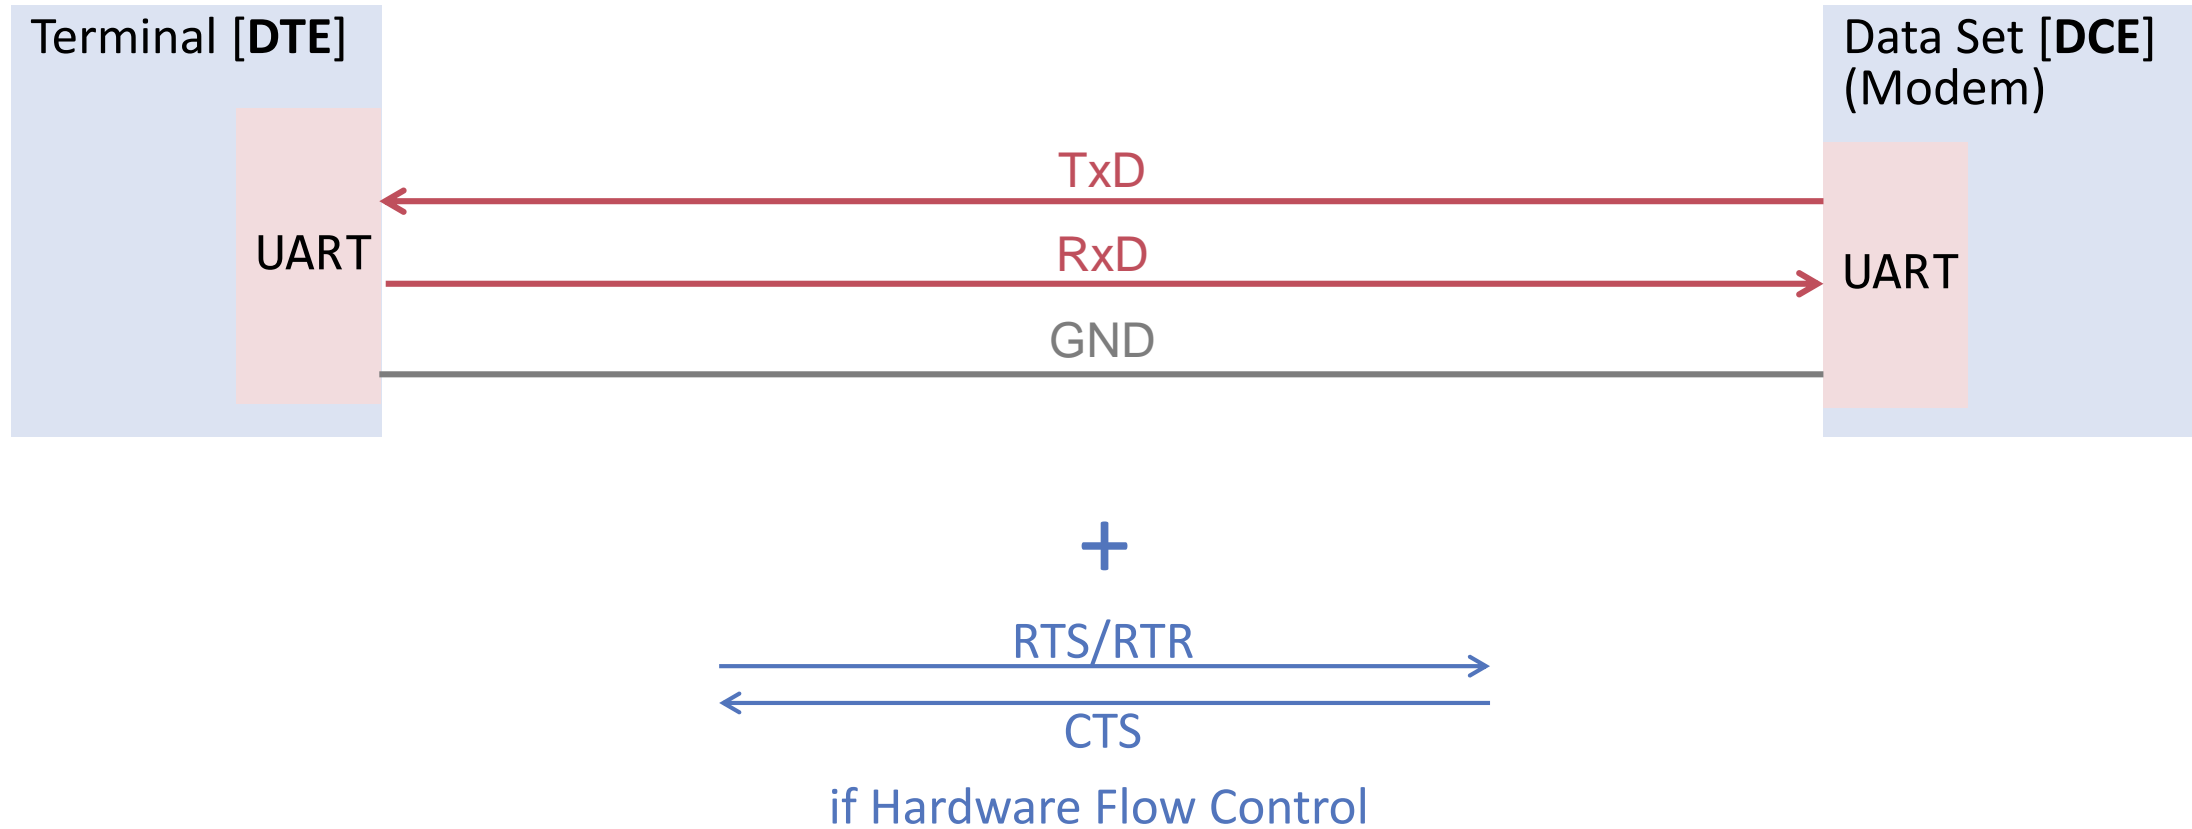 Terminal [DTE]
Data Set [DCE]
(Modem)
TxD
UART
RxD
UART
GND
+
RTS/RTR
CTS
if Hardware Flow Control